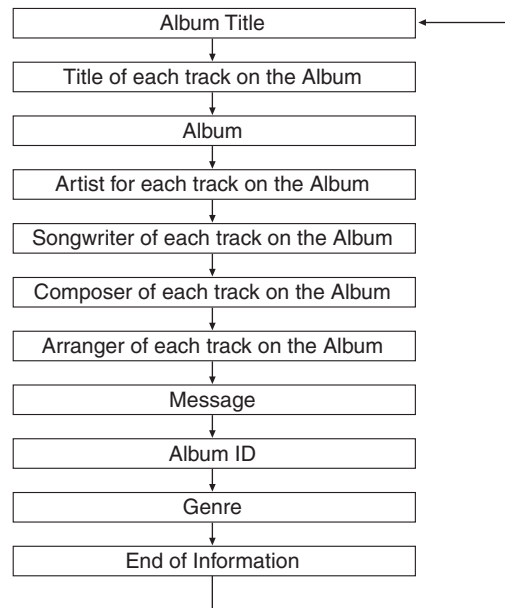 Album Title
Title of each track on the Album
Album
Artist for each track on the Album
Songwriter of each track on the Album
Composer of each track on the Album
Arranger of each track on the Album
Message
Album ID
Genre
End of Information